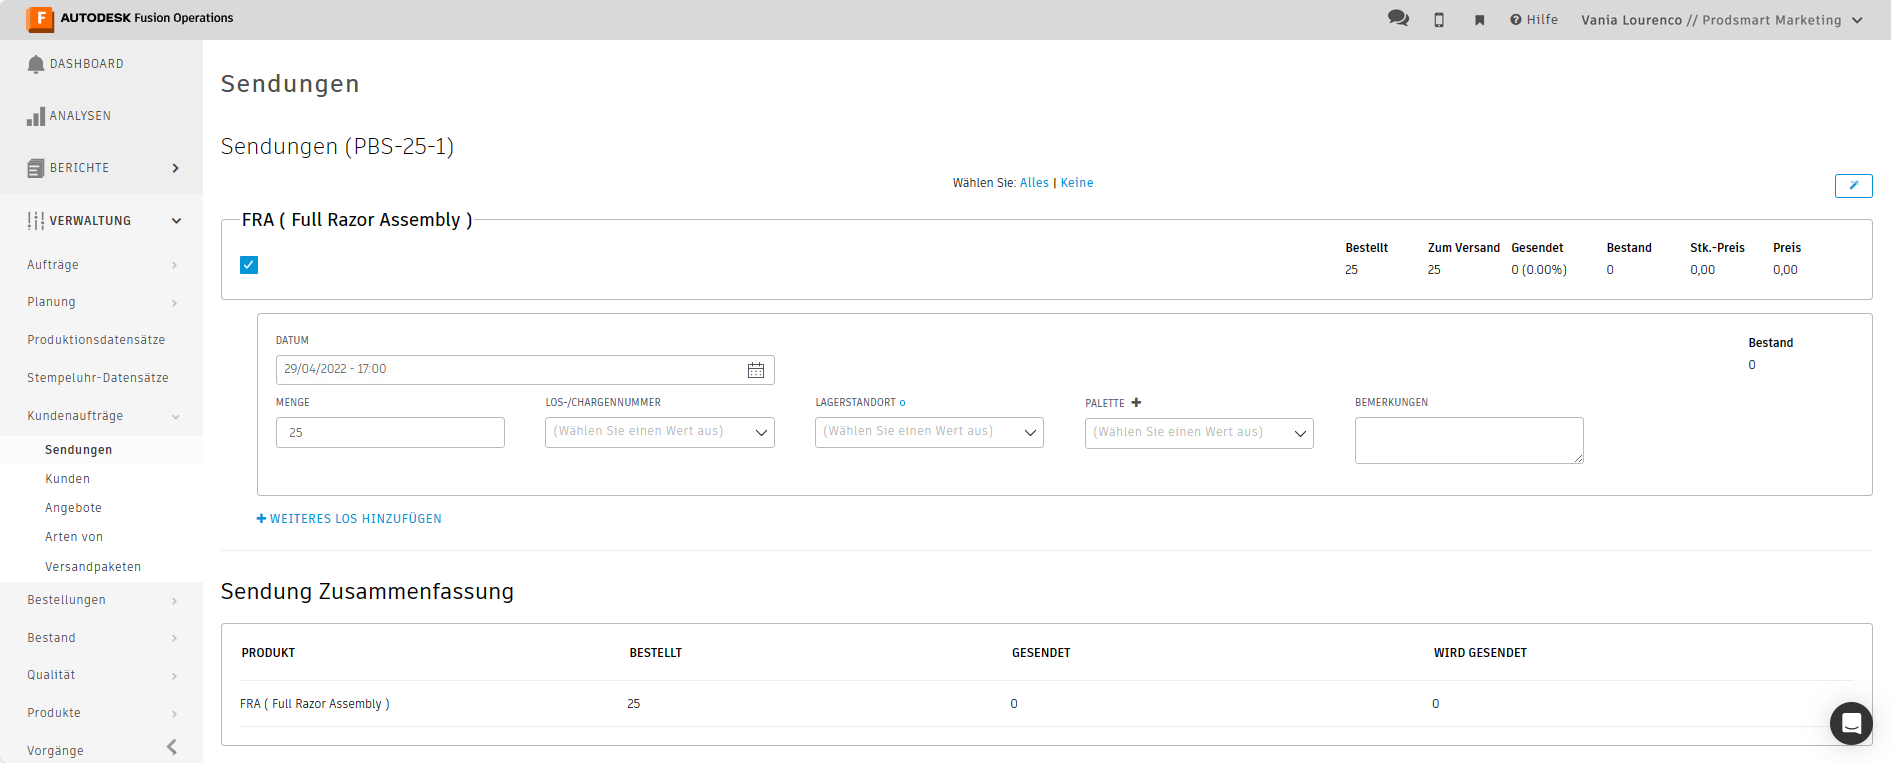 F AUTODESK Fusion Operations
Hilfe
Vania Lourenco // Prodsmart Marketing
DASHBOARD
ANALYSEN
BERICHTE
VERWALTUNG
Aufträge
Planung
Produktionsdatensätze
Stempeluhr-Datensätze
Kundenaufträge
Sendungen
Kunden
Angebote
Arten von
Versandpaketen
Bestellungen
Bestand
Qualität
Produkte
Vorgänge
Sendungen
Sendungen (PBS-25-1)
Wählen Sie: Alles | Keine
FRA ( Full Razor Assembly )
Bestellt Zum Versand Gesendet Bestand Stk.-Preis Preis
25 25 0 (0.00%) 0 0,00 0,00
DATUM
Bestand
29/04/2022 - 17:00
0
MENGE LOS-/CHARGENNUMMER LAGERSTANDORT PALETTE BEMERKUNGEN
25 (Wählen Sie einen Wert aus) (Wählen Sie einen Wert aus) (Wählen Sie einen Wert aus)
WEITERES LOS HINZUFÜGEN
Sendung Zusammenfassung
PRODUKT BESTELLT GESENDET WIRD GESENDET
FRA ( Full Razor Assembly ) 25 0 0